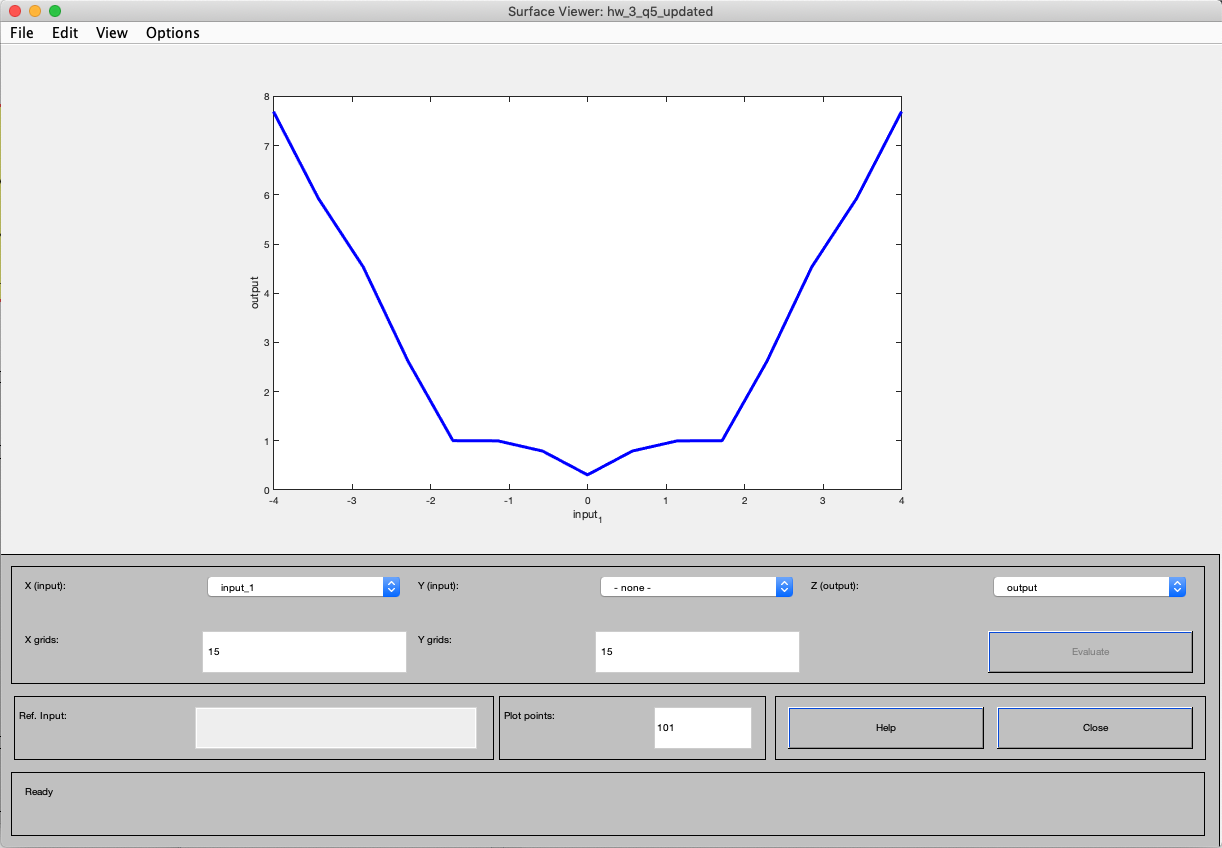 Surface Viewer: hw_3_q5_updated
File Edit View Options
8
7
6
5
4
3
2
1
0
output
-4 -3 -2 -1 0 1 2 3 4
input1
X (input): input_1 Y (input): - none - Z (output): output
X grids: 15 Y grids: 15 Evaluate
Ref. Input: Plot points: 101 Help Close
Ready